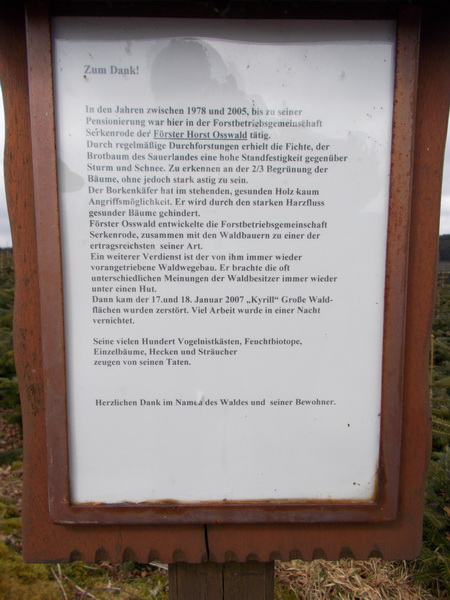 Zum Dank!
In den Jahren zwischen 1978 und 2005, bis zu seiner
Pensionierung war hier in der Forstbetriebsgemeinschaft
Serkenrode der Förster Horst Osswald tätig.
Durch regelmäßige Durchforstungen erhielt die Fichte, der
Brotbaum des Sauerlandes eine hohe Standfestigkeit gegenüber
Sturm und Schnee. Zu erkennen an der 2/3 Begrünung der
Bäume, ohne jedoch stark astig zu sein.
Der Borkenkäfer hat im stehenden, gesunden Holz kaum
Angriffsmöglichkeit. Er wird durch den starken Harzfluss
gesunder Bäume gehindert.
Förster Osswald entwickelte die Forstbetriebsgemeinschaft
Serkenrode, zusammen mit den Waldbauern zu einer der
ertragsreichsten seiner Art.
Ein weiterer Verdienst ist der von ihm immer wieder
vorangetriebene Waldwegebau. Er brachte die oft
unterschiedlichen Meinungen der Waldbesitzer immer wieder
unter einen Hut.
Dann kam der 17.und 18. Januar 2007 „Kyrill“ Große Wald-
flächen wurden zerstört. Viel Arbeit wurde in einer Nacht
vernichtet.
Seine vielen Hundert Vogelnistkästen, Feuchtbiotope,
Einzelbäume, Hecken und Sträucher
zeugen von seinen Taten.
Herzlichen Dank im Namen des Waldes und seiner Bewohner.